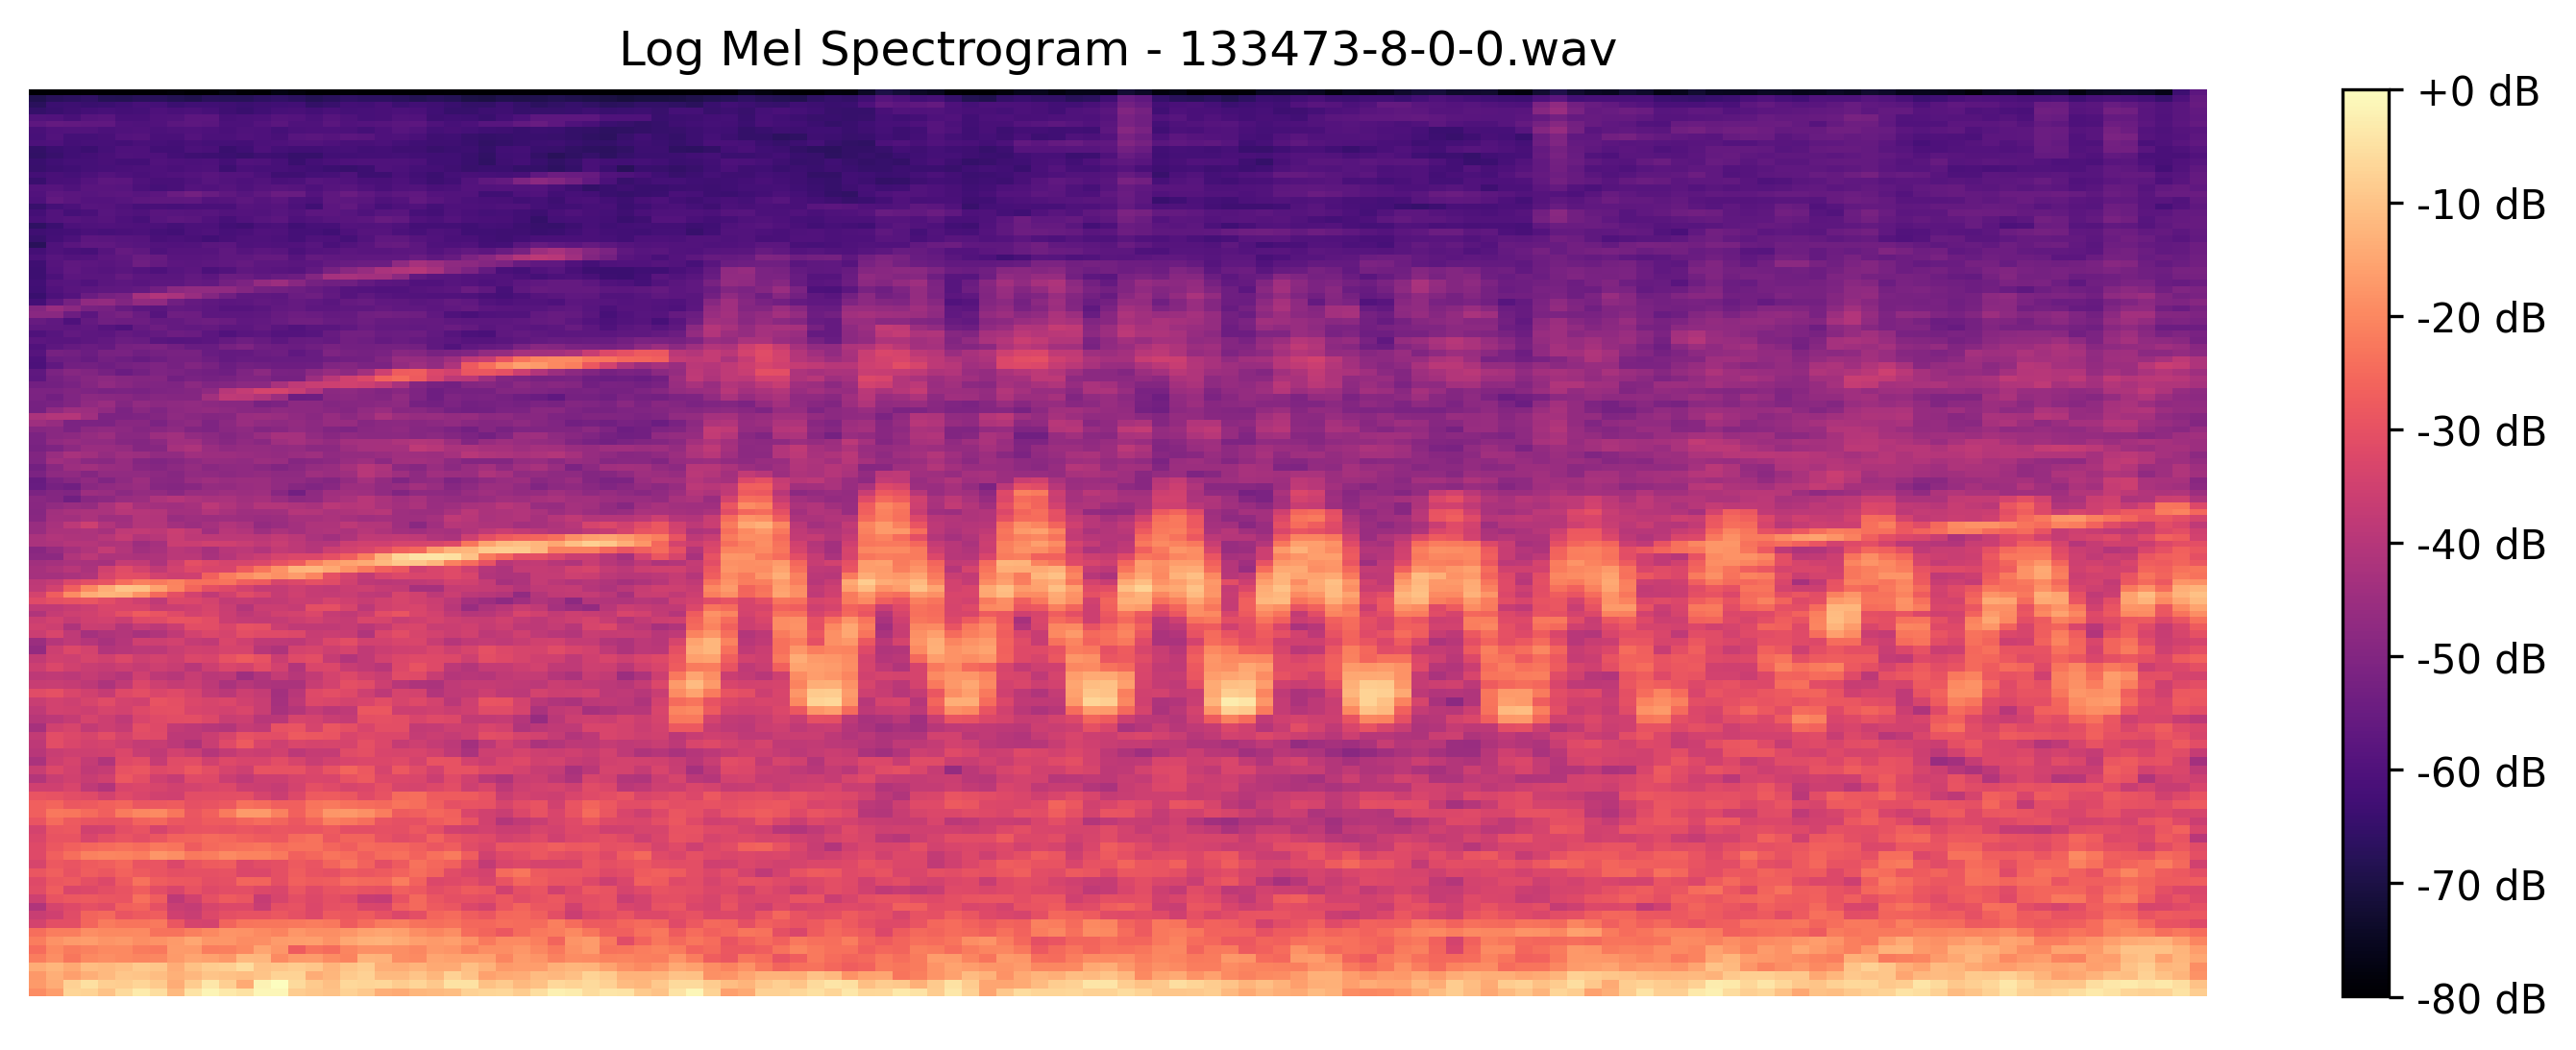 Log Mel Spectrogram - 133473-8-0-0.wav
+0 dB
-10 dB
-20 dB
-30 dB
-40 dB
-50 dB
-60 dB
-70 dB
-80 dB